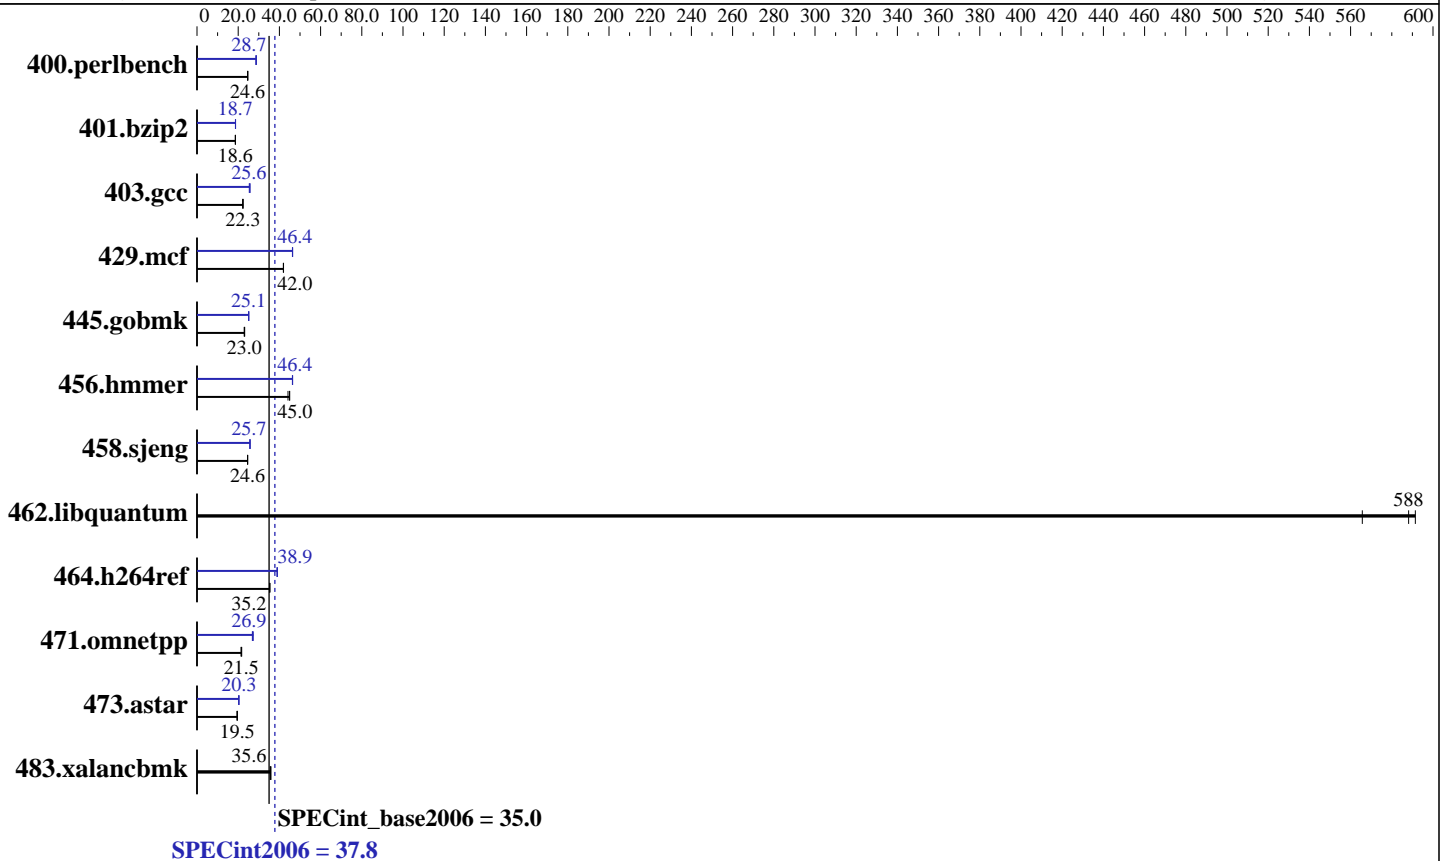 0 20.0 40.0 60.0 80.0 100 120 140 160 180 200 220 240 260 280 300 320 340 360 380 400 420 440 460 480 500 520 540 560 600
28.7
400.perlbench
24.6
18.7
401.bzip2
18.6
25.6
403.gcc
22.3
46.4
429.mcf
42.0
25.1
445.gobmk
23.0
46.4
456.hmmer
45.0
25.7
458.sjeng
24.6
588
462.libquantum
38.9
464.h264ref
35.2
26.9
471.omnetpp
21.5
20.3
473.astar
19.5
35.6
483.xalancbmk
SPECint_base2006 = 35.0
SPECint2006 = 37.8